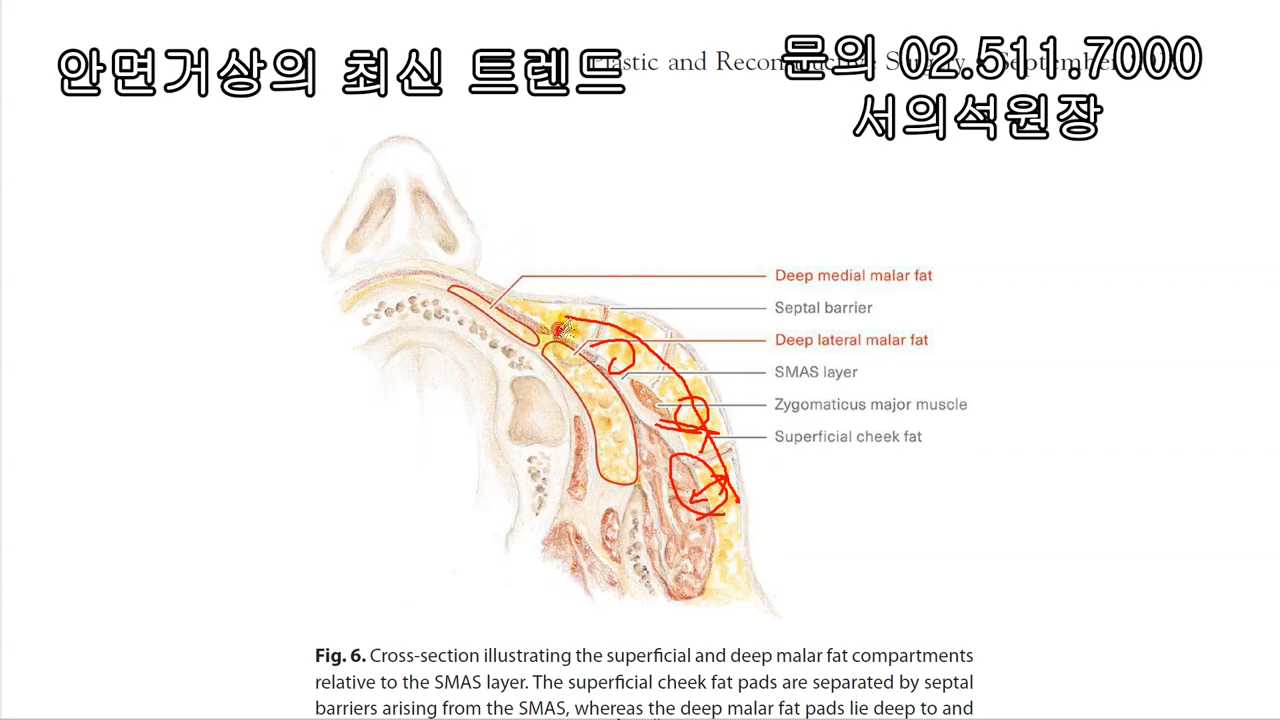 안면거상의 최신 트렌드
문의 02.511.7000
서의석원장
and
Deep medial malar fat
Septal barrier
Deep lateral malar fat
SMAS layer
Zygomaticus major muscle
Superficial cheek fat
Fig. 6. Cross-section illustrating the superficial and deep malar fat compartments
relative to the SMAS layer. The superficial cheek fat pads are separated by septal
barriers arising from the SMAS, whereas the deep malar fat pads lie deep to and